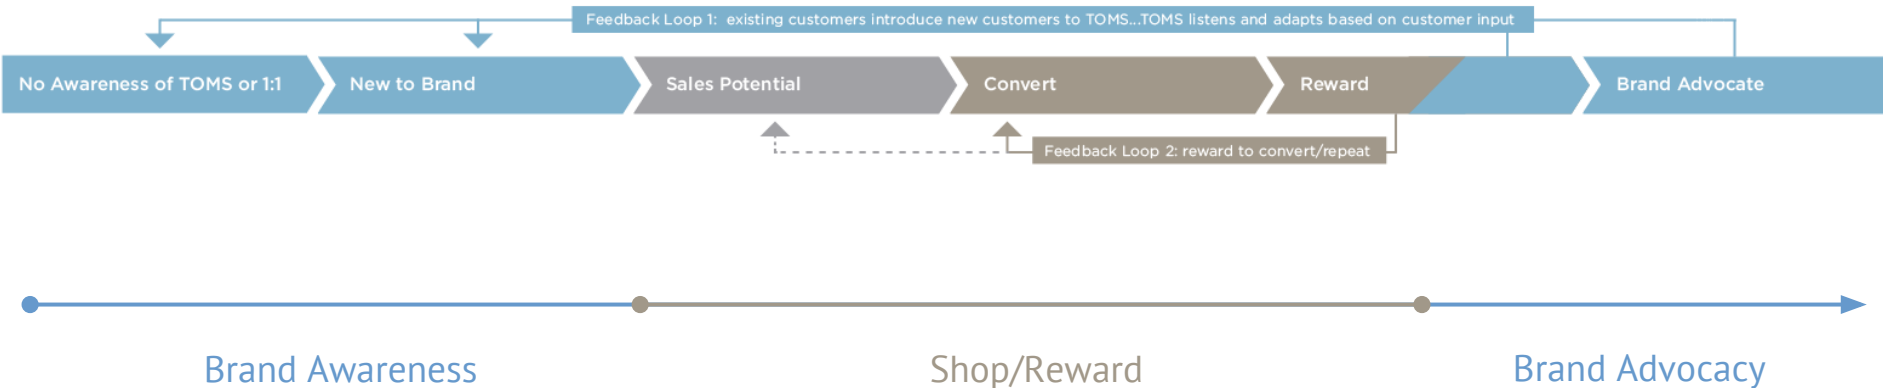 Feedback Loop 1: existing customers introduce new customers to TOMS...TOMS listens and adapts based on customer input
No Awareness of TOMS or 1:1
New to Brand
Sales Potential
Convert
Reward
Brand Advocate
Feedback Loop 2: reward to convert/repeat
Brand Awareness
Shop/Reward
Brand Advocacy